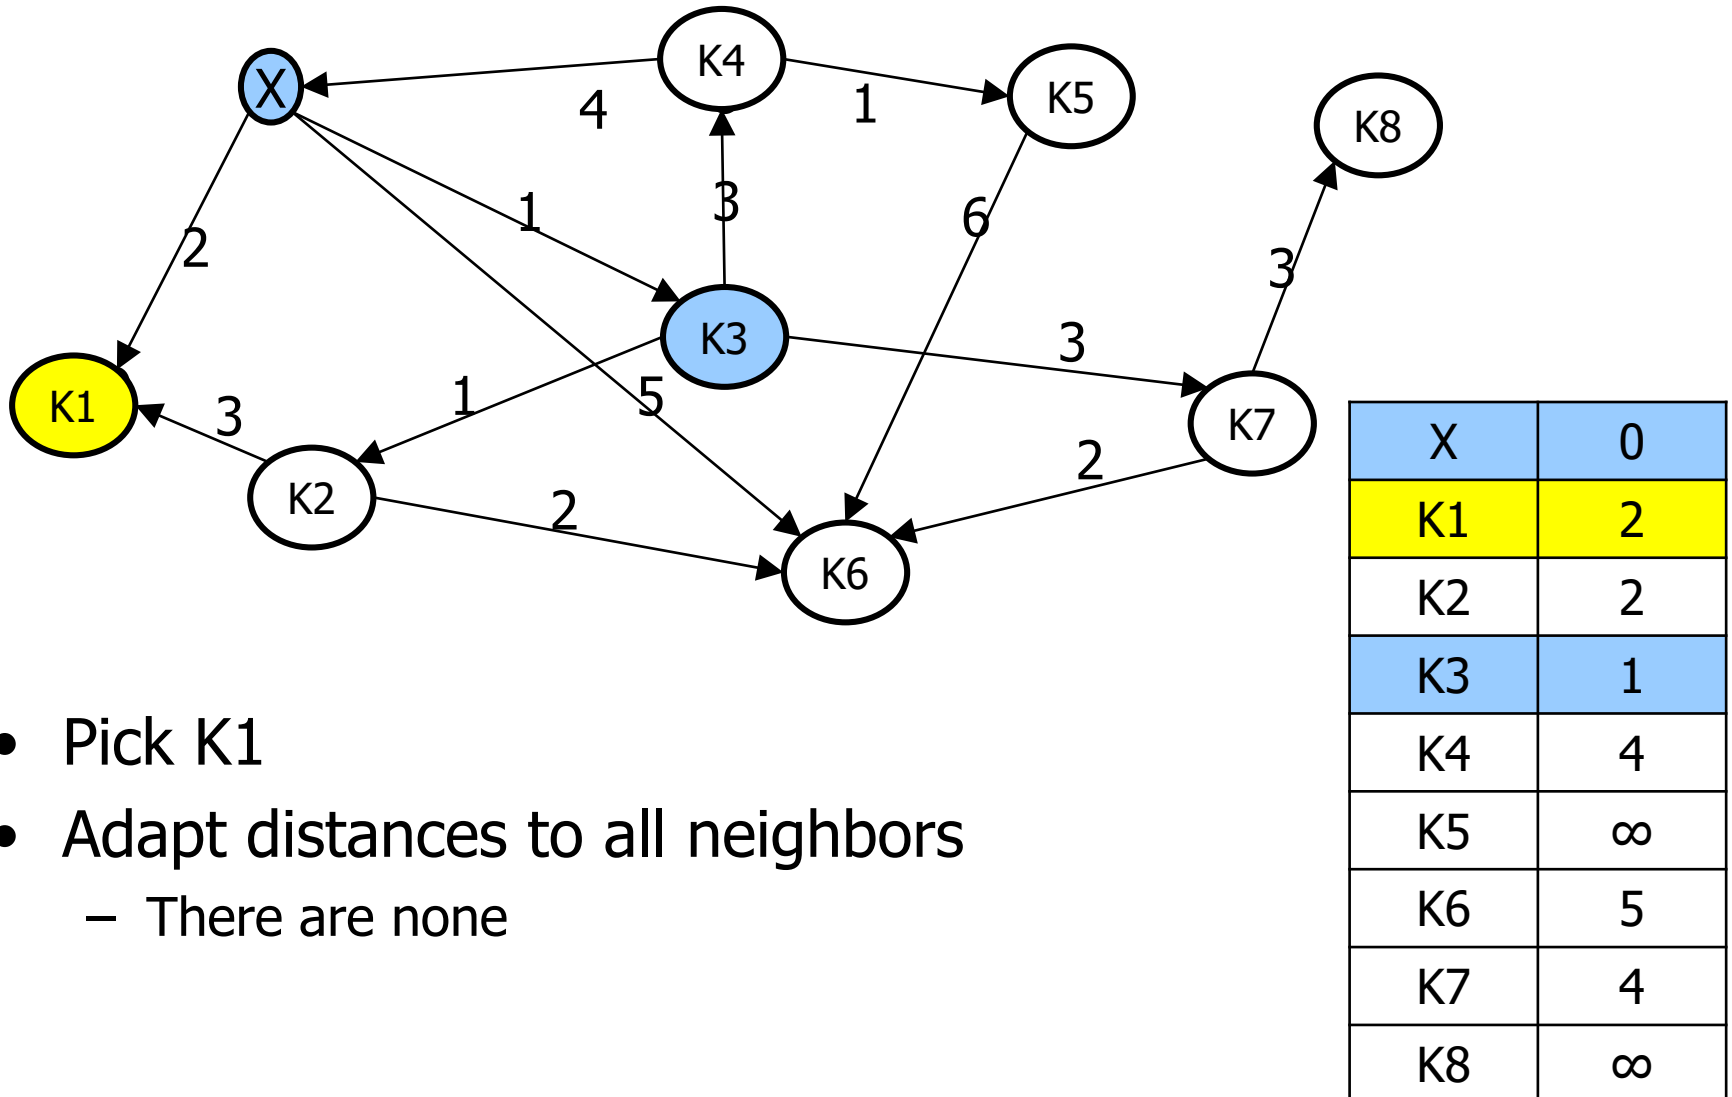 K4
X
K5
K8
4
1
1
3
6
2
3
K3
3
K1
3
1
5
K7
2
K2
2
K6
X 0
K1 2
K2 2
K3 1
K4 4
K5 ∞
K6 5
K7 4
K8 ∞
• Pick K1
• Adapt distances to all neighbors
– There are none